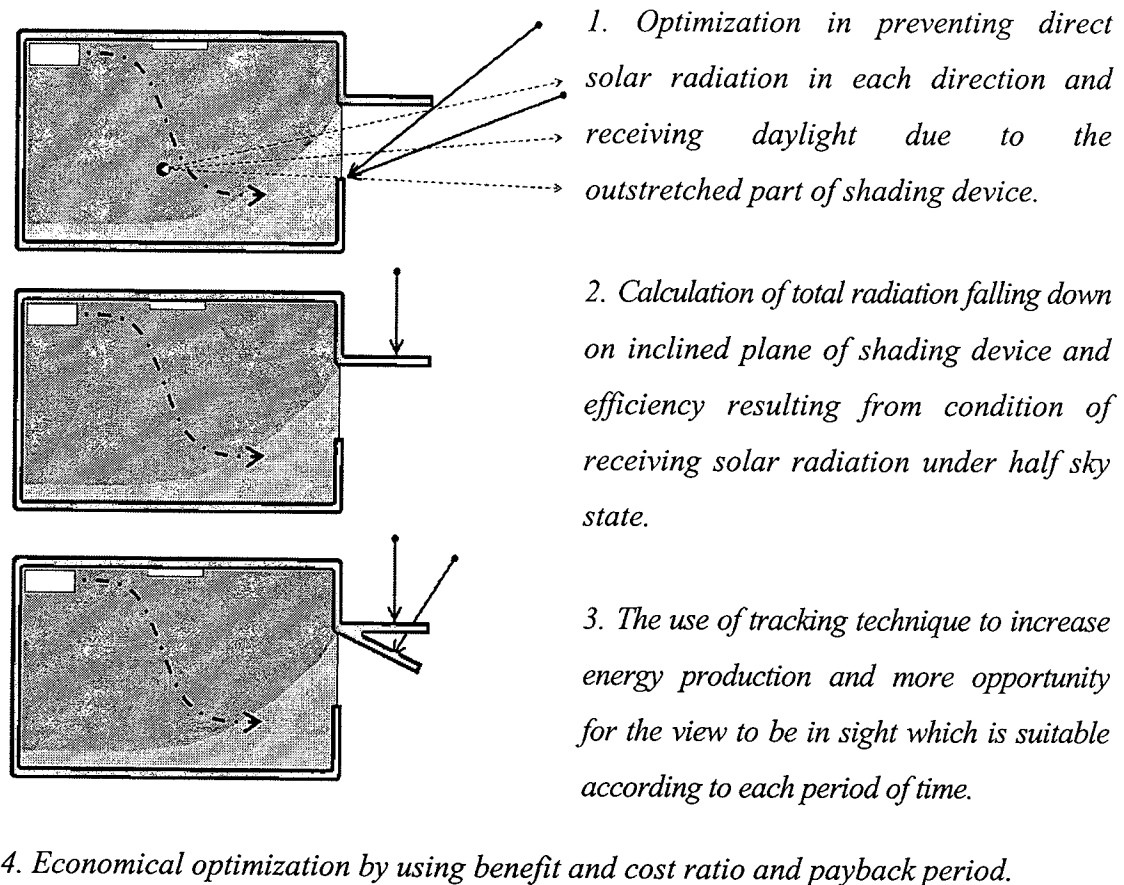 1. Optimization in preventing direct
solar radiation in each direction and
receiving daylight due to the
outstretched part of shading device.
2. Calculation of total radiation falling down
on inclined plane of shading device and
efficiency resulting from condition of
receiving solar radiation under half sky
state.
3. The use of tracking technique to increase
energy production and more opportunity
for the view to be in sight which is suitable
according to each period of time.
4. Economical optimization by using benefit and cost ratio and payback period.